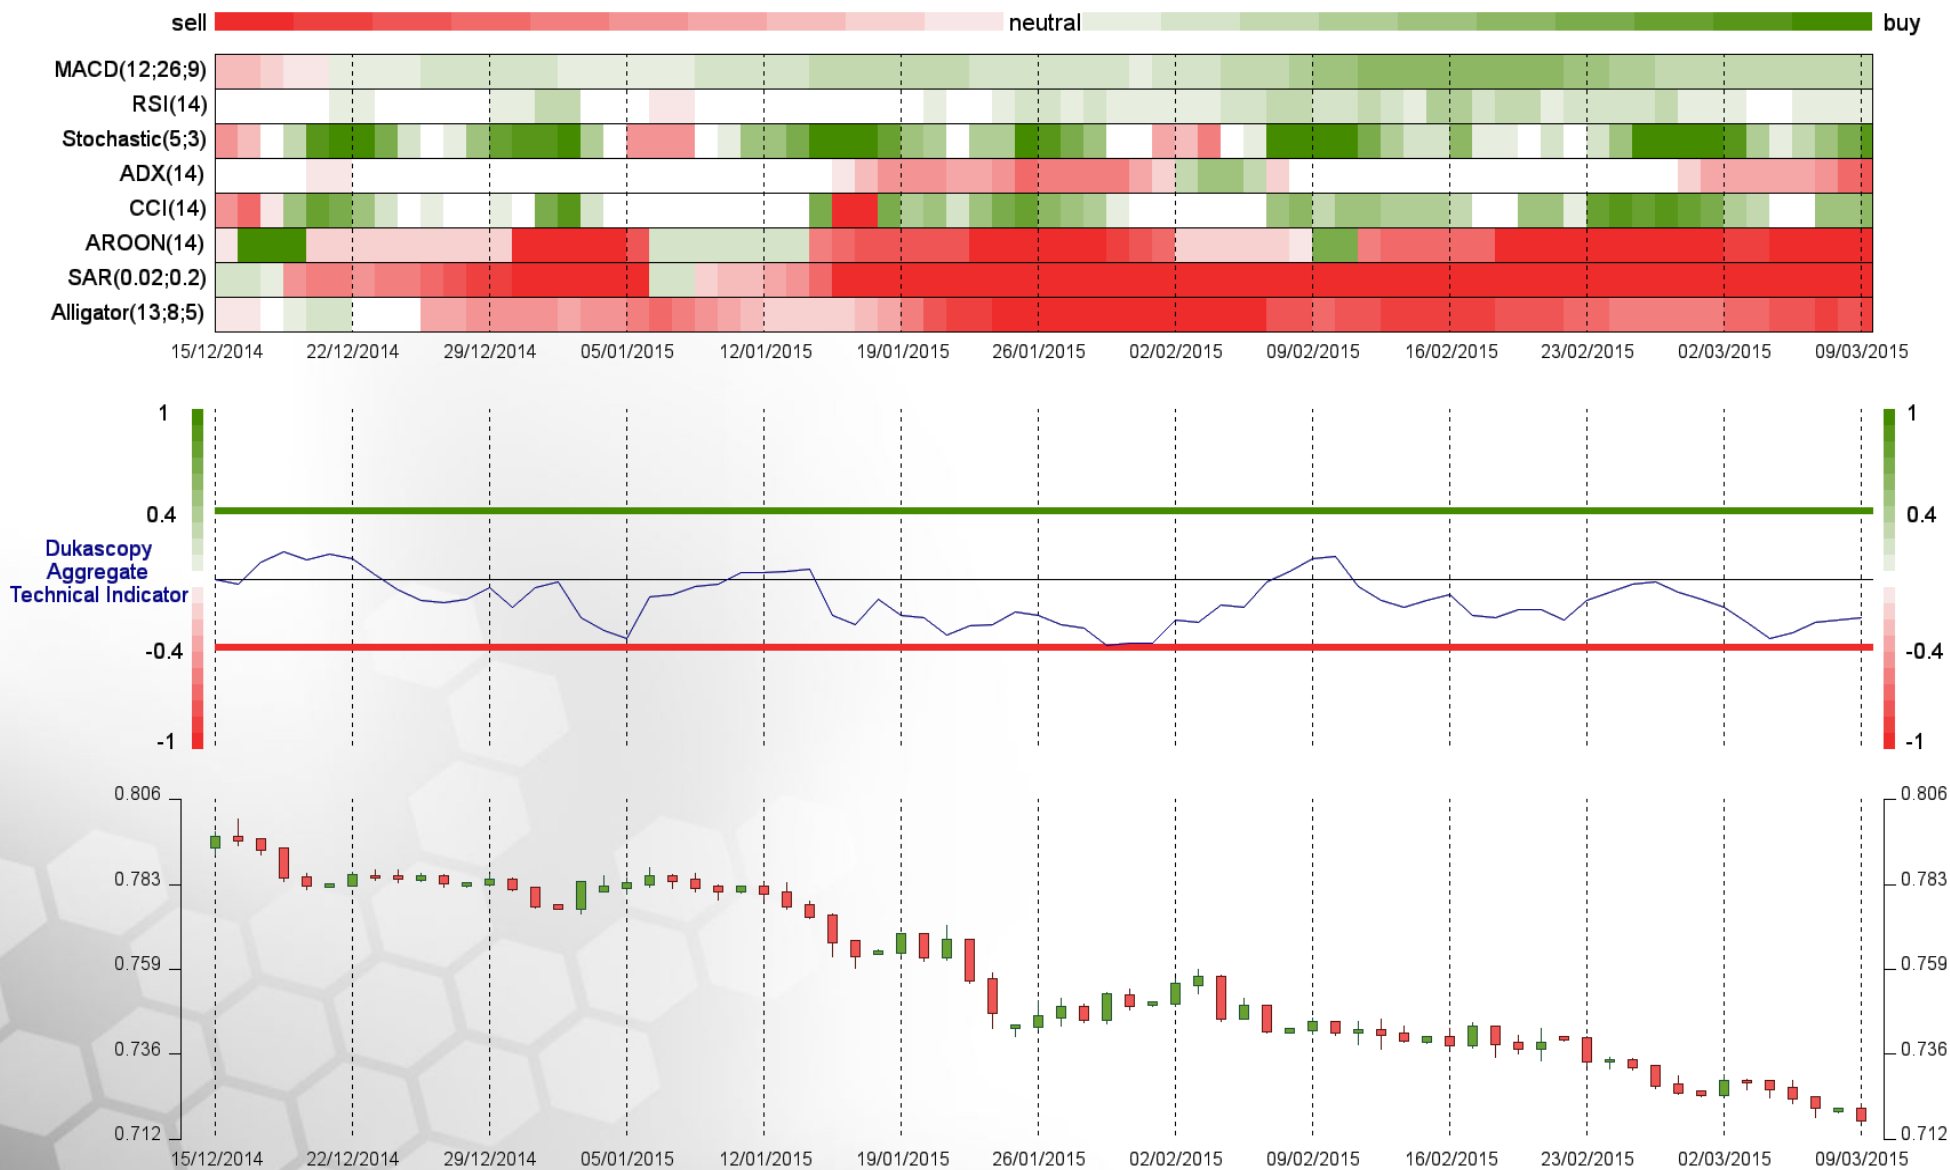 sell neutral buy
MACD(12;26;9)
RSI(14)
Stochastic(5;3)
ADX(14)
CCI(14)
AROON(14)
SAR(0.02;0.2)
Alligator(13;8;5)
15/12/2014 22/12/2014 29/12/2014 05/01/2015 12/01/2015 19/01/2015 26/01/2015 02/02/2015 09/02/2015 16/02/2015 23/02/2015 02/03/2015 09/03/2015
1 1
0.4 0.4
Dukascopy
Aggregate
Technical Indicator
-0.4 -0.4
-1 -1
0.806 0.806
0.783 0.783
0.759 0.759
0.736 0.736
0.712 0.712
15/12/2014 22/12/2014 29/12/2014 05/01/2015 12/01/2015 19/01/2015 26/01/2015 02/02/2015 09/02/2015 16/02/2015 23/02/2015 02/03/2015 09/03/2015